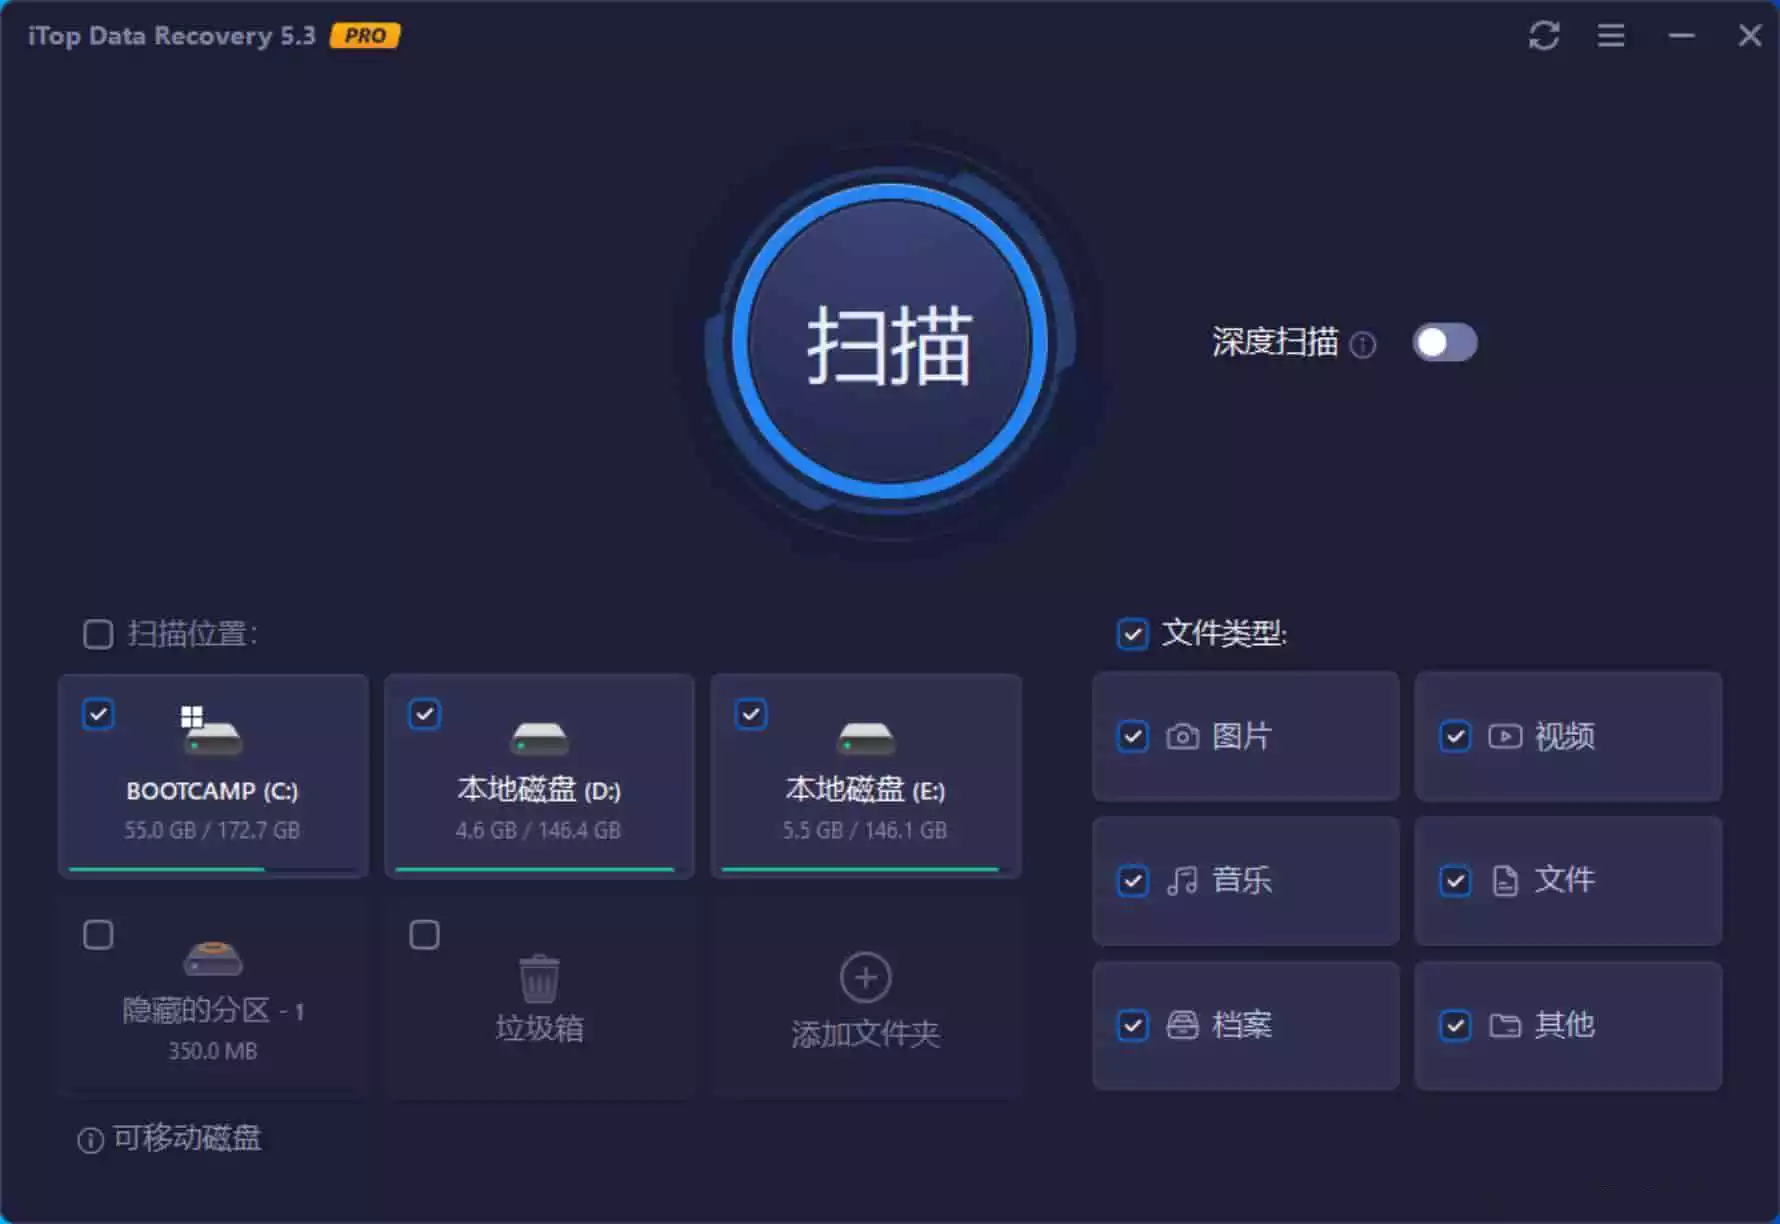 iTop Data Recovery 5.3 PRO
扫描
深度扫描
扫描位置:
BOOTCAMP (C:)
55.0 GB / 172.7 GB
本地磁盘 (D:)
4.6 GB / 146.4 GB
本地磁盘 (E:)
5.5 GB / 146.1 GB
隐藏的分区 - 1
350.0 MB
垃圾箱
添加文件夹
可移动磁盘
文件类型:
图片
视频
音乐
文件
档案
其他